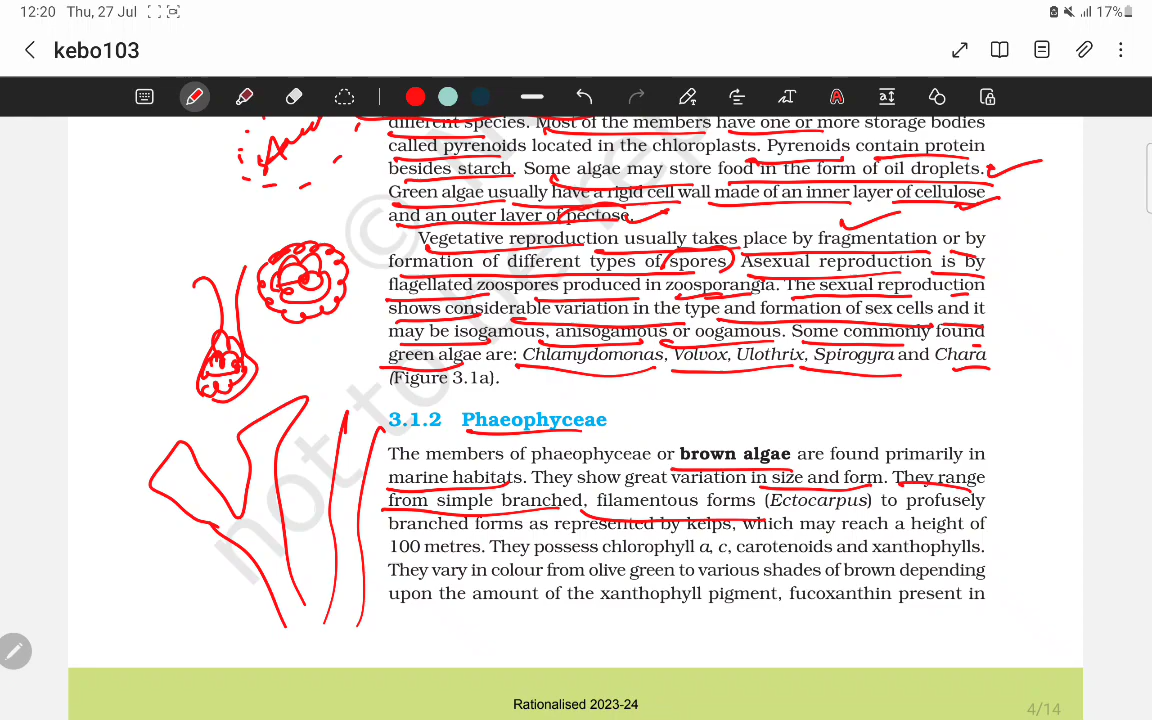 12:20 Thu, 27 Jul
17%
kebo103
different species. Most of the members have one or more storage bodies
called pyrenoids located in the chloroplasts. Pyrenoids contain protein
besides starch. Some algae may store food in the form of oil droplets.
Green algae usually have a rigid cell wall made of an inner layer of cellulose
and an outer layer of pectose.
Vegetative reproduction usually takes place by fragmentation or by
formation of different types of spores. Asexual reproduction is by
flagellated zoospores produced in zoosporangia. The sexual reproduction
shows considerable variation in the type and formation of sex cells and it
may be isogamous, anisogamous or oogamous. Some commonly found
green algae are: Chlamydomonas, Volvox, Ulothrix, Spirogyra and Chara
(Figure 3.1a).
3.1.2 Phaeophyceae
The members of phaeophyceae or brown algae are found primarily in
marine habitats. They show great variation in size and form. They range
from simple branched, filamentous forms (Ectocarpus) to profusely
branched forms as represented by kelps, which may reach a height of
100 metres. They possess chlorophyll a, c, carotenoids and xanthophylls.
They vary in colour from olive green to various shades of brown depending
upon the amount of the xanthophyll pigment, fucoxanthin present in
Rationalised 2023-24
4/14